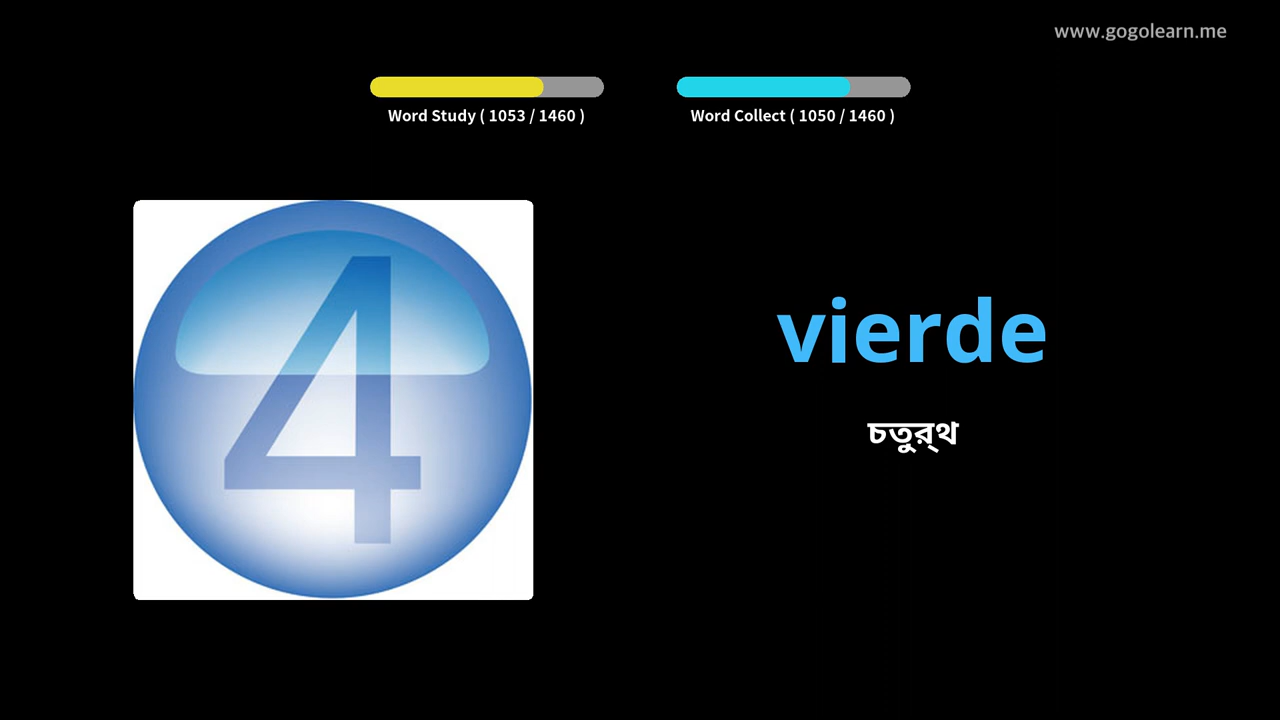 www.gogolearn.me
Word Study ( 1053 / 1460 )
Word Collect ( 1050 / 1460 )
4
vierde
চতুর্থ